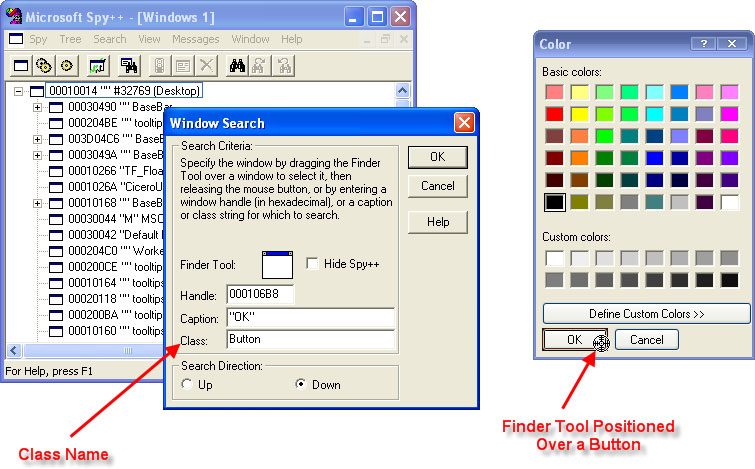 Microsoft Spy++ - [Windows 1]
Spy Tree Search View Messages Window Help
00010014 "" #32769 (Desktop)
00030490 "" BaseBar
000204BE "" tooltip
003D04C6 "" BaseB
0003049A "" BaseB
00010266 "TF_Floa
0001026A "CiceroUI
00010168 "" BaseB
00030044 "M" MSC
00030042 "Default I
000204C0 "" Worke
000200CE "" tooltip
00010164 "" tooltips
00020118 "" tooltips
000200BA "" tooltips
00010160 "" tooltips
For Help, press F1
Window Search
Search Criteria:
Specify the window by dragging the Finder
Tool over a window to select it, then
releasing the mouse button, or by entering a
window handle (in hexadecimal), or a caption
or class string for which to search.
Finder Tool:
Hide Spy++
Handle: 000106B8
Caption: "OK"
Class: Button
Search Direction:
Up Down
OK
Cancel
Help
Color
Basic colors:
Custom colors:
Define Custom Colors >>
OK Cancel
Class Name
Finder Tool Positioned
Over a Button